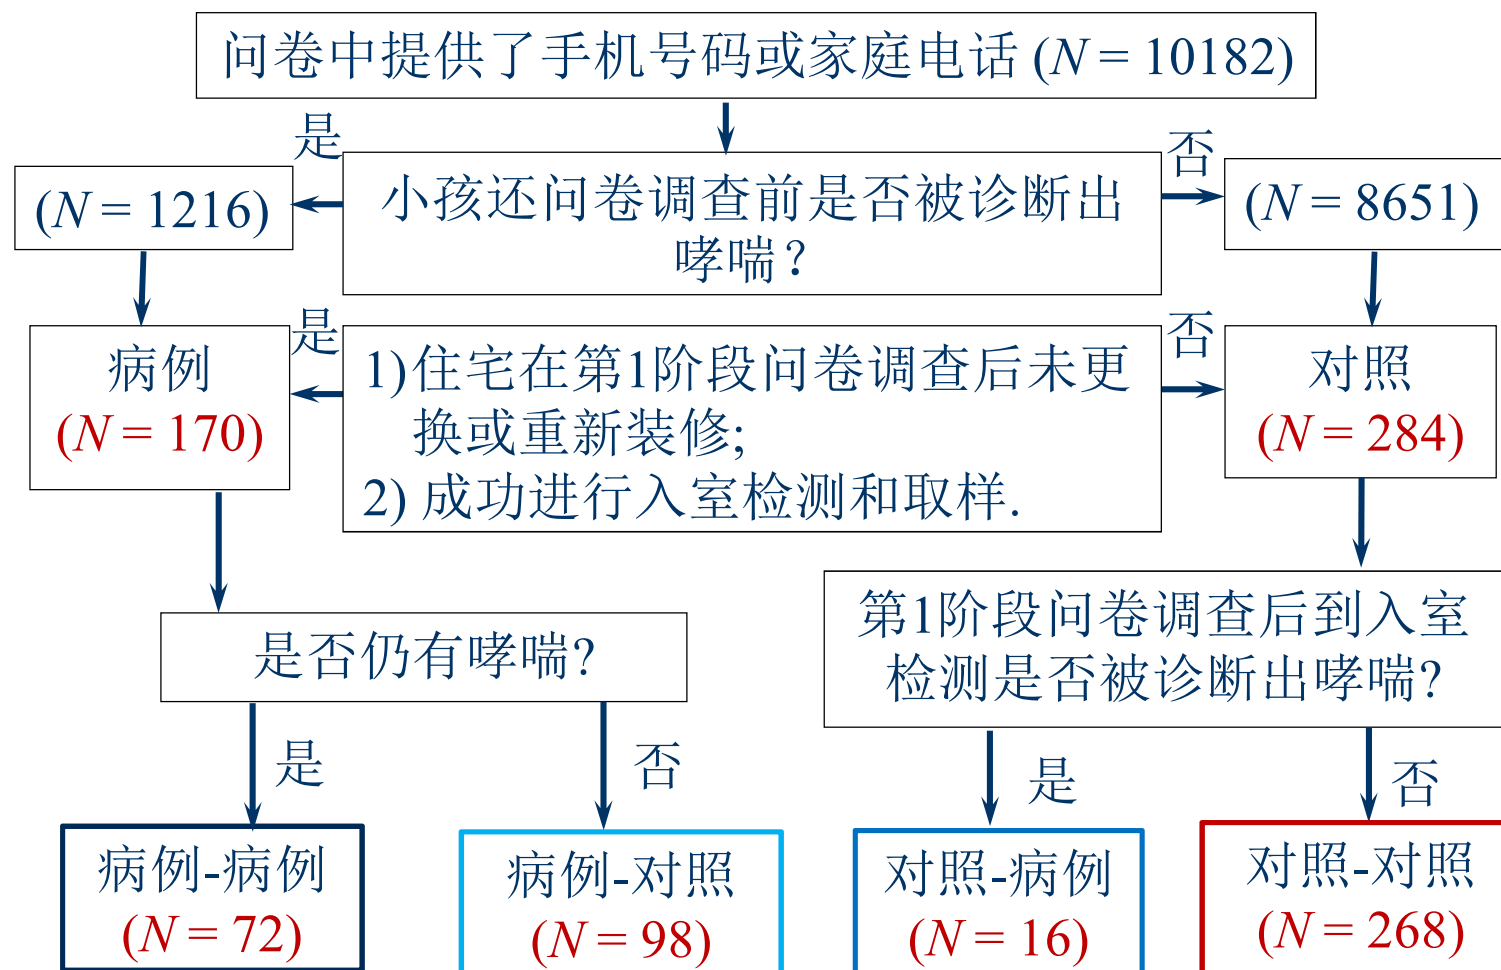 问卷中提供了手机号码或家庭电话 (N = 10182)
是
否
(N = 1216)
小孩还问卷调查前是否被诊断出
哮喘?
(N = 8651)
是
否
病例
(N = 170)
1)住宅在第1阶段问卷调查后未更
换或重新装修;
2) 成功进行入室检测和取样.
对照
(N = 284)
是否仍有哮喘?
第1阶段问卷调查后到入室
检测是否被诊断出哮喘?
是
否
是
否
病例-病例
(N = 72)
病例-对照
(N = 98)
对照-病例
(N = 16)
对照-对照
(N = 268)